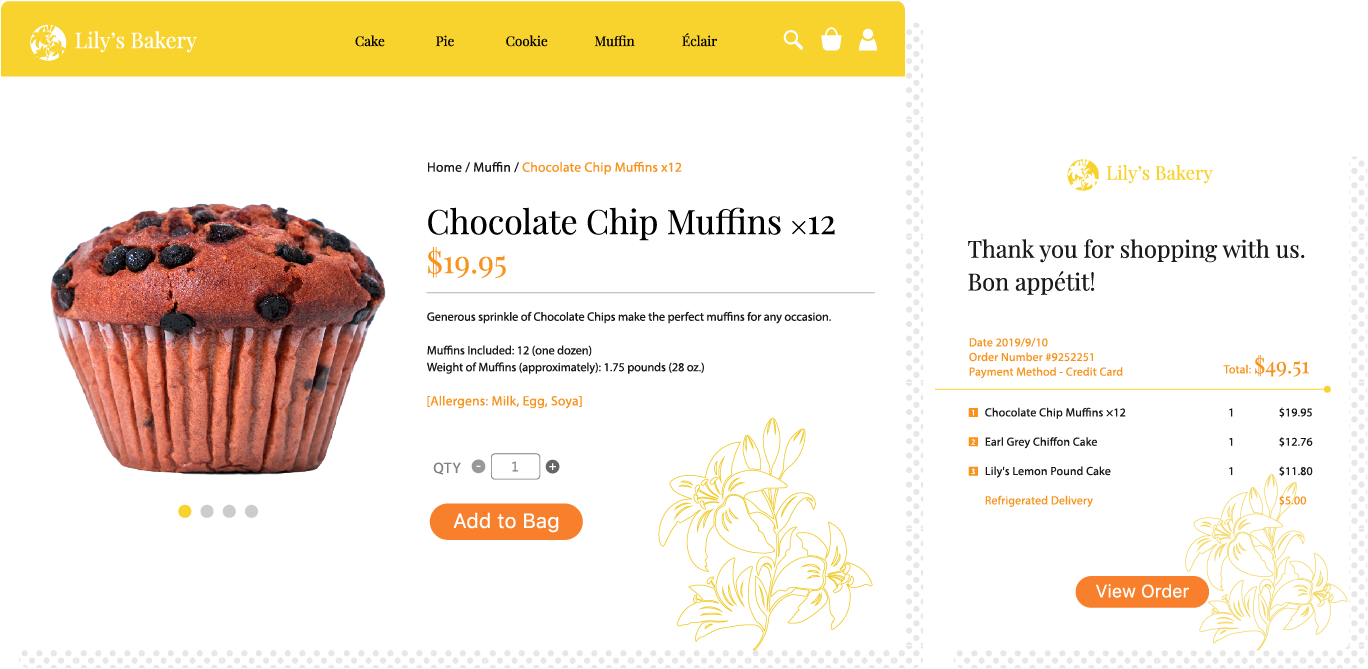 Lily's Bakery
Cake Pie Cookie Muffin Éclair
Home / Muffin / Chocolate Chip Muffins x12
Chocolate Chip Muffins ×12
$19.95
Generous sprinkle of Chocolate Chips make the perfect muffins for any occasion.
Muffins Included: 12 (one dozen)
Weight of Muffins (approximately): 1.75 pounds (28 oz.)
[Allergens: Milk, Egg, Soya]
QTY - 1 +
Add to Bag
Lily's Bakery
Thank you for shopping with us.
Bon appétit!
Date 2019/9/10
Order Number #9252251
Payment Method - Credit Card
Total: $49.51
1 Chocolate Chip Muffins ×12 1 $19.95
2 Earl Grey Chiffon Cake 1 $12.76
3 Lily's Lemon Pound Cake 1 $11.80
Refrigerated Delivery $5.00
View Order